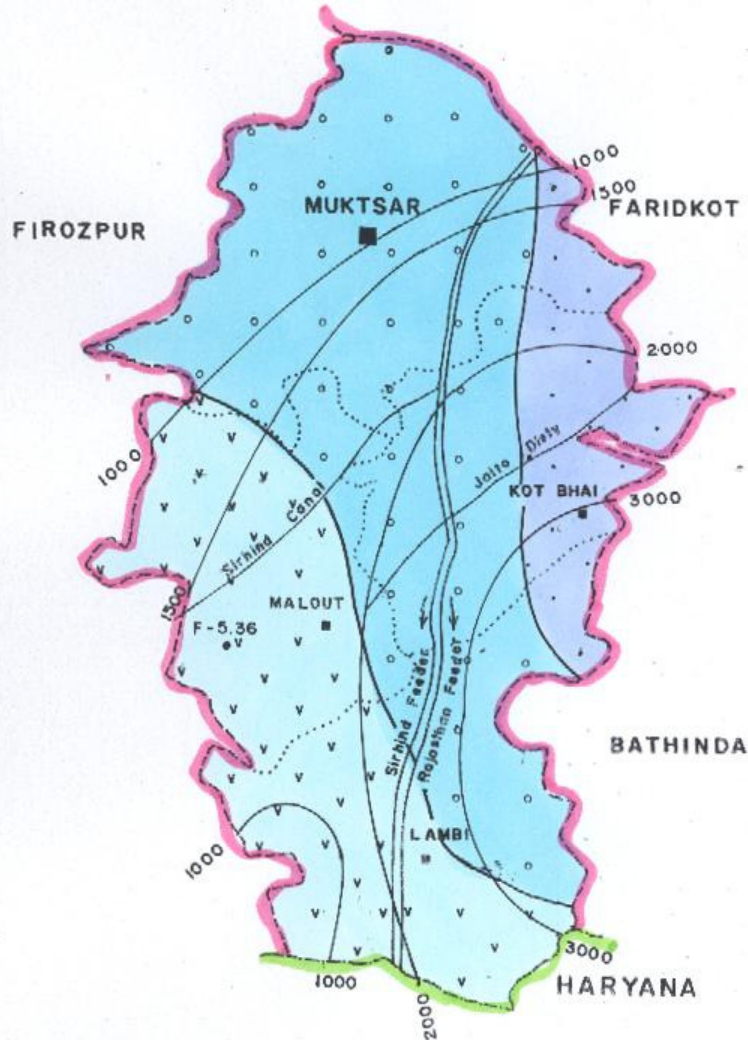 1000
1500
MUKTSAR
FARIDKOT
FIROZPUR
2000
Jaito Disty
1000
KOT BHAI
3000
Sirhind Canal
1500
MALOUT
F-5.36
Sirhind Feeder
Rajasthan Feeder
BATHINDA
LAMBI
1000
3000
1000
2000
HARYANA